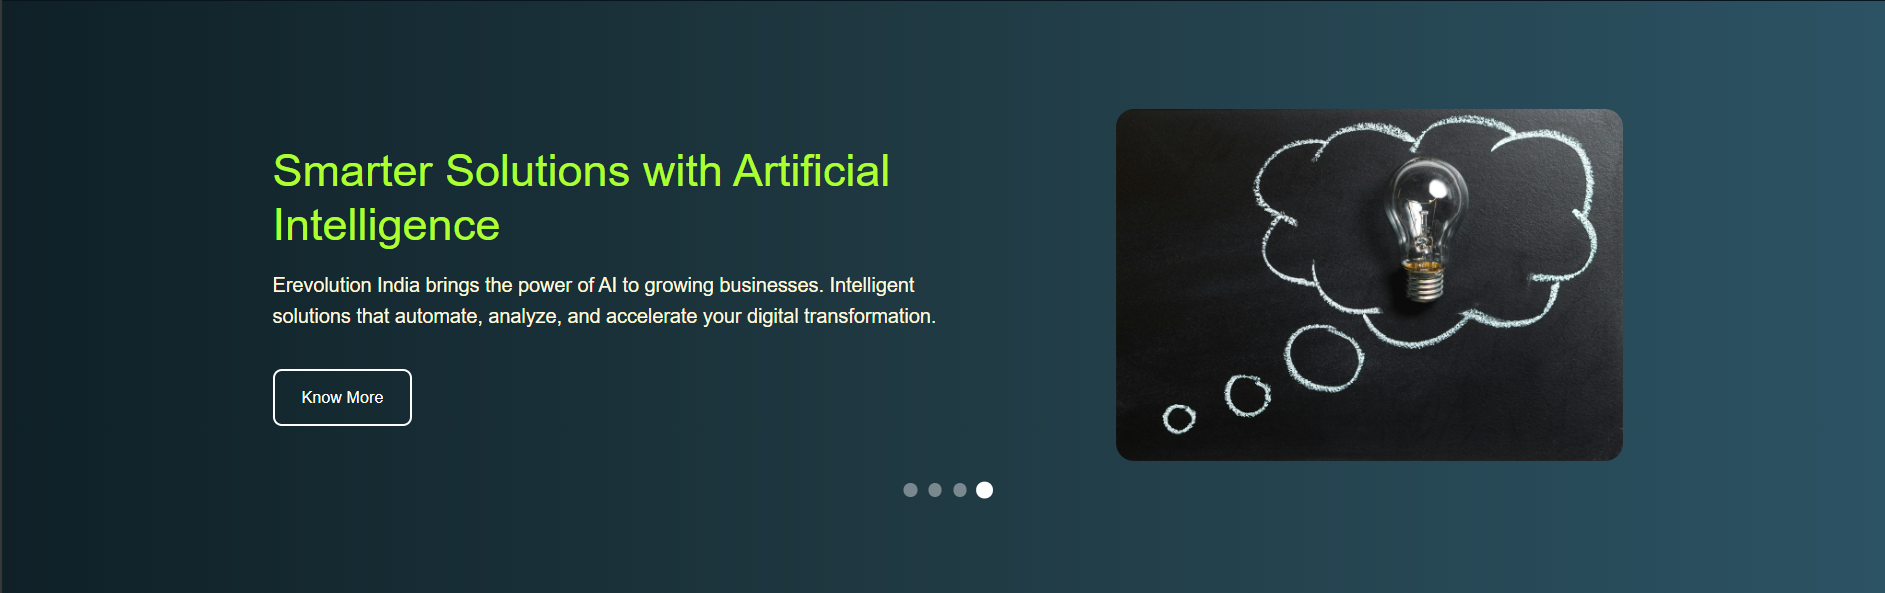 Smarter Solutions with Artificial
Intelligence
Erevolution India brings the power of AI to growing businesses. Intelligent
solutions that automate, analyze, and accelerate your digital transformation.
Know More